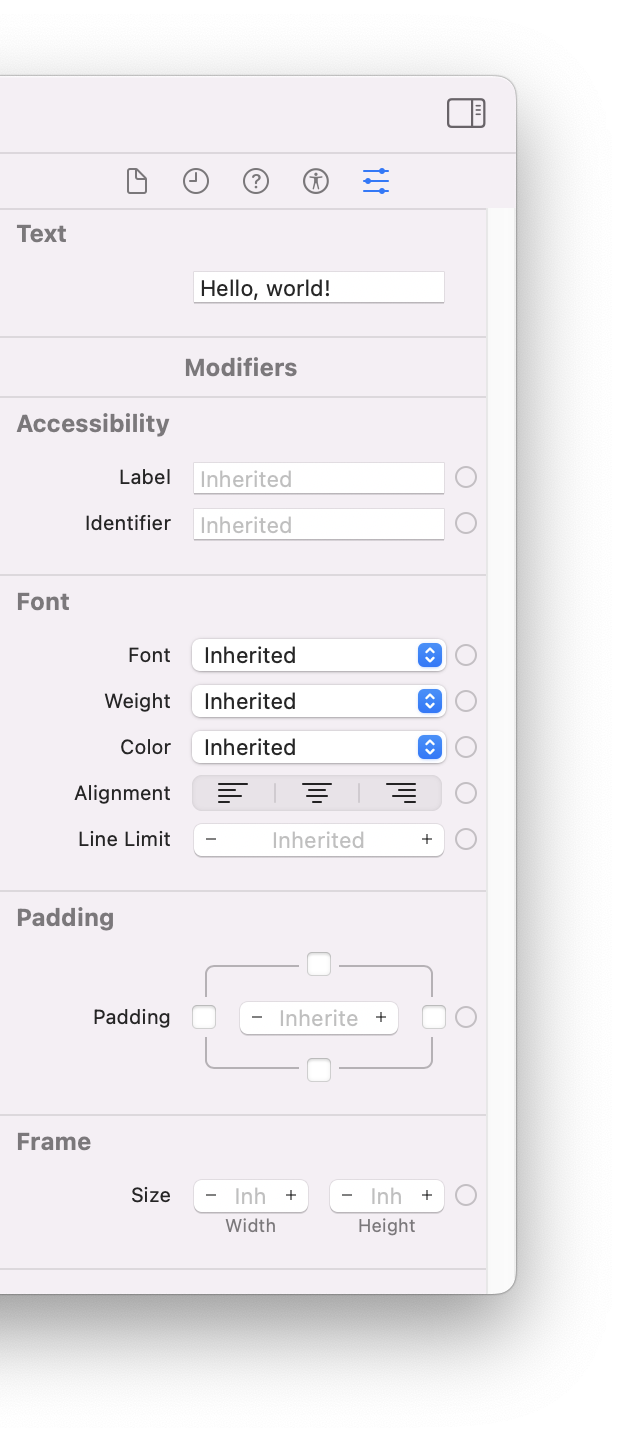 Text
Hello, world!
Modifiers
Accessibility
Label Inherited
Identifier Inherited
Font
Font Inherited
Weight Inherited
Color Inherited
Alignment
Line Limit − Inherited +
Padding
Padding − Inherite +
Frame
Size − Inh + − Inh +
Width Height